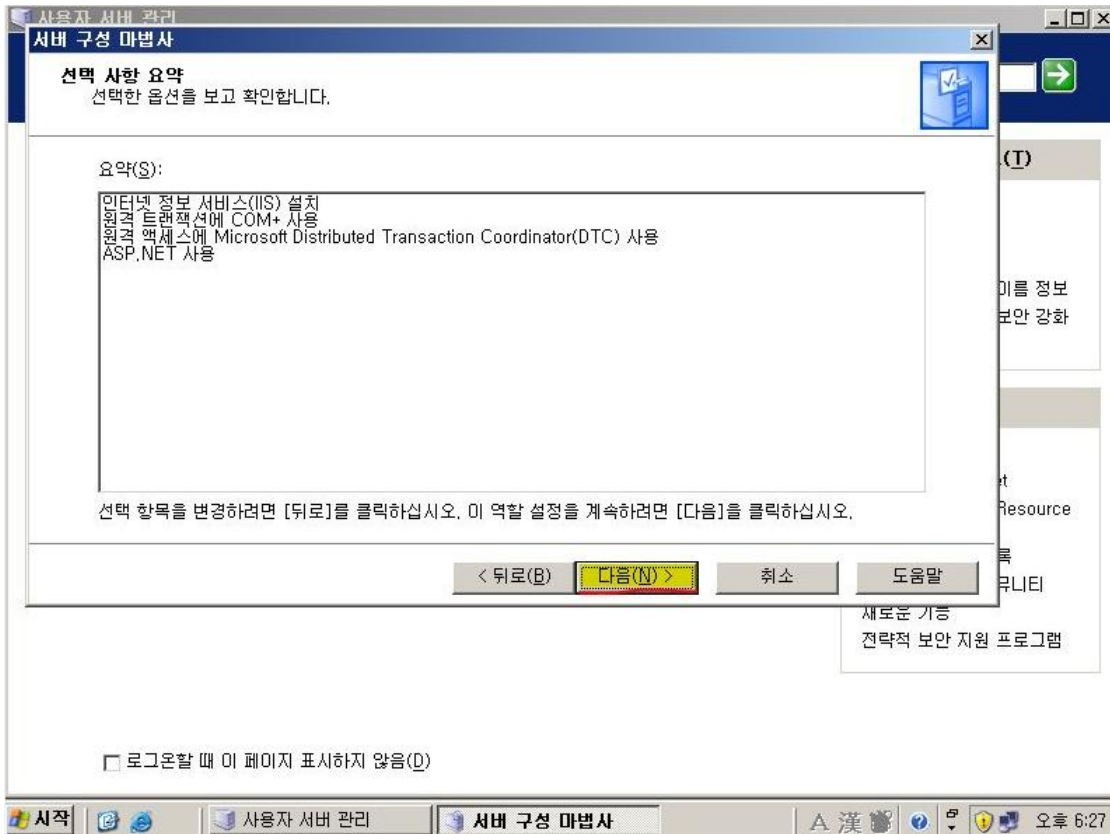 사용자 서버 관리
서버 구성 마법사
선택 사항 요약
선택한 옵션을 보고 확인합니다.
요약(S):
인터넷 정보 서비스(IIS) 설치
원격 트랜잭션에 COM+ 사용
원격 액세스에 Microsoft Distributed Transaction Coordinator(DTC) 사용
ASP.NET 사용
선택 항목을 변경하려면 [뒤로]를 클릭하십시오. 이 역할 설정을 계속하려면 [다음]을 클릭하십시오.
< 뒤로(B) 다음(N) > 취소 도움말
(T)
이름 정보
보안 강화
et
Resource
록
뮤니티
새로운 기능
전략적 보안 지원 프로그램
로그온할 때 이 페이지 표시하지 않음(D)
시작 사용자 서버 관리 서버 구성 마법사 A 漢 오후 6:27